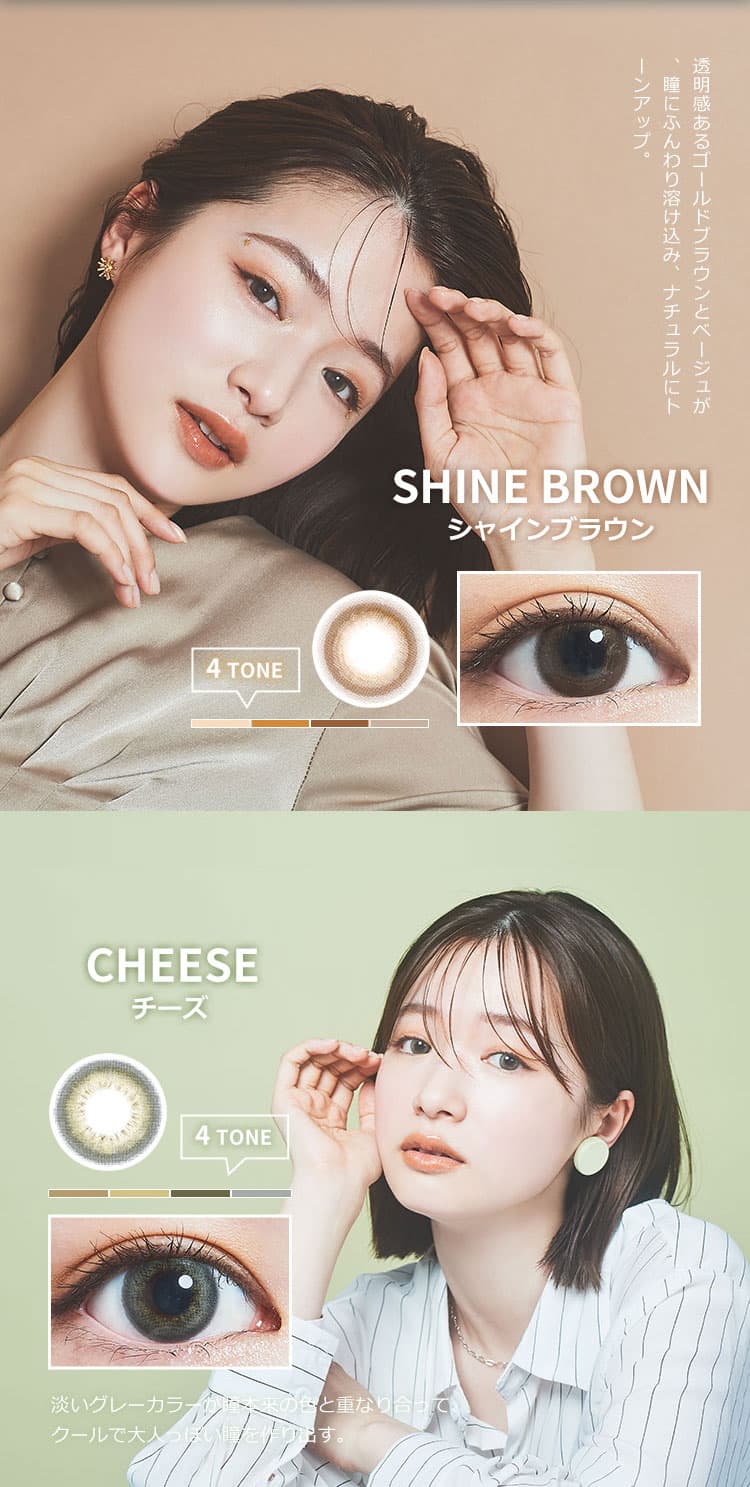 透明感あるゴールドブラウンとベージュが
、瞳にふんわり溶け込み、ナチュラルにト
ーンアップ。
SHINE BROWN
シャインブラウン
4 TONE
CHEESE
チーズ
4 TONE
淡いグレーカラーが瞳本来の色と重なり合って、
クールで大人っぽい瞳を作り出す。